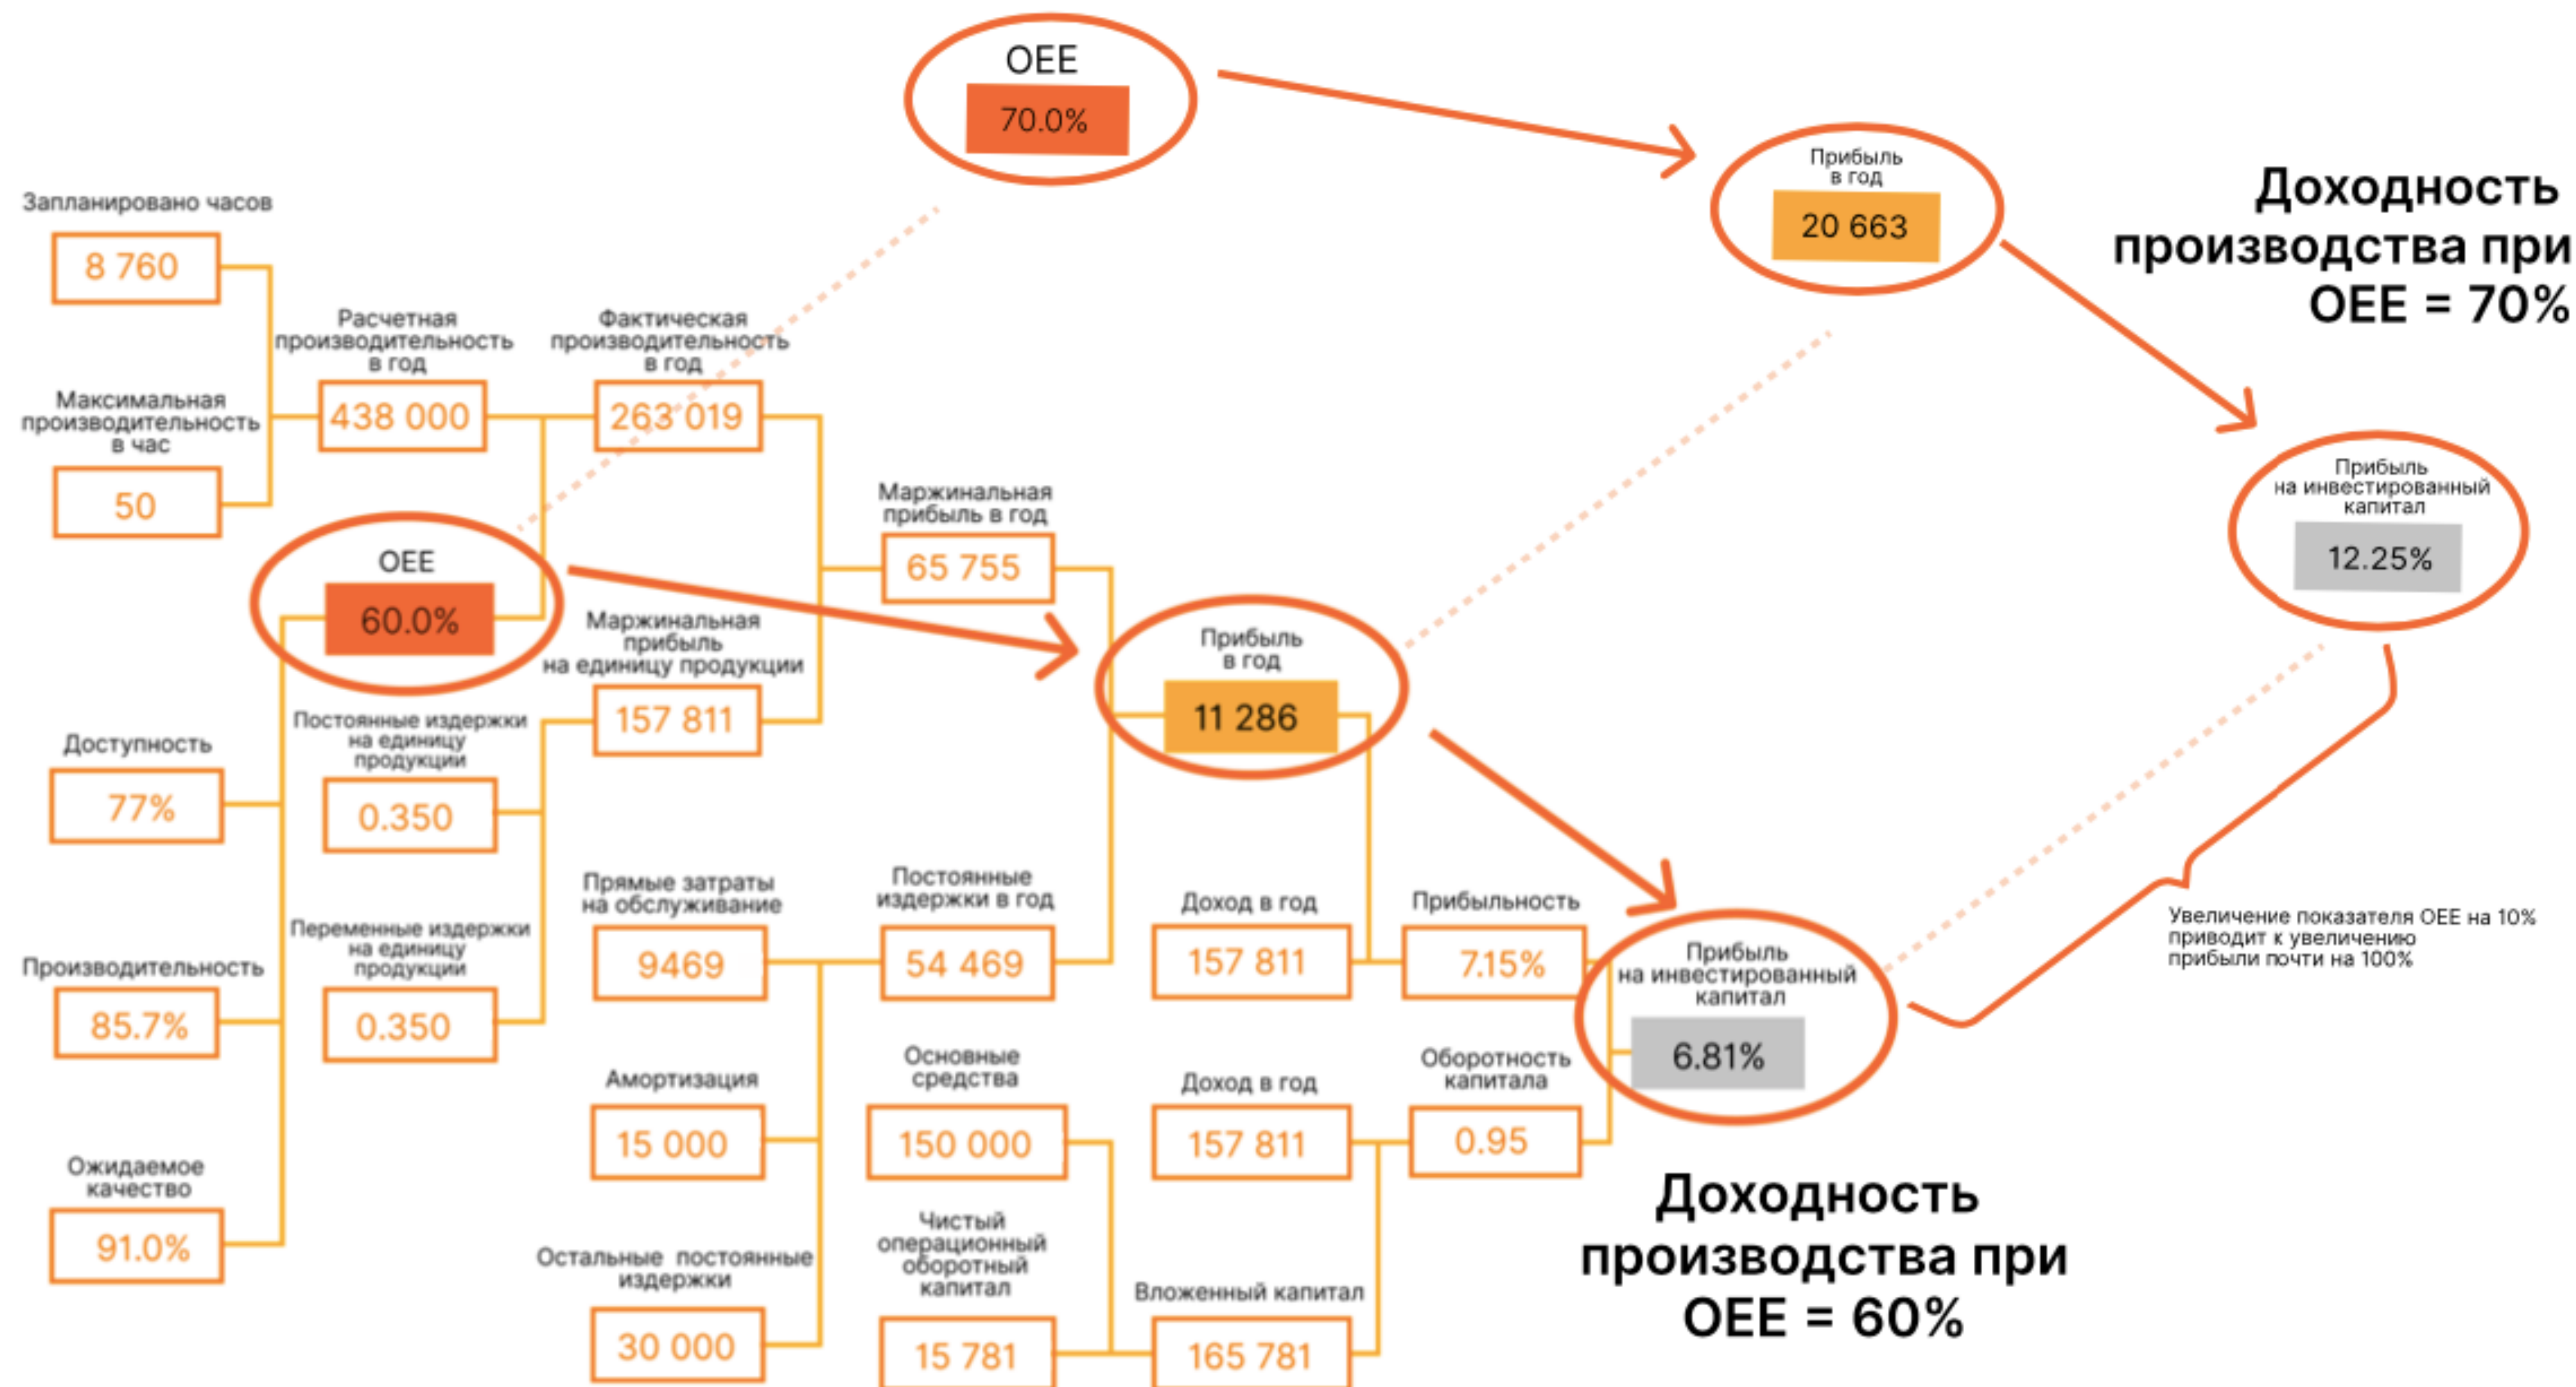 OEE
70.0%
Прибыль
в год
20 663
Доходность
производства при
OEE = 70%
Прибыль
на инвестированный
капитал
12.25%
Увеличение показателя OEE на 10%
приводит к увеличению
прибыли почти на 100%
Запланировано часов
8 760
Максимальная
производительность
в час
50
Расчетная
производительность
в год
438 000
Фактическая
производительность
в год
263 019
OEE
60.0%
Маржинальная
прибыль в год
65 755
Маржинальная
прибыль
на единицу продукции
157 811
Прибыль
в год
11 286
Доступность
77%
Постоянные издержки
на единицу
продукции
0.350
Производительность
85.7%
Переменные издержки
на единицу
продукции
0.350
Ожидаемое
качество
91.0%
Прямые затраты
на обслуживание
9469
Постоянные
издержки в год
54 469
Доход в год
157 811
Прибыльность
7.15%
Прибыль
на инвестированный
капитал
6.81%
Амортизация
15 000
Основные
средства
150 000
Доход в год
157 811
Оборотность
капитала
0.95
Остальные постоянные
издержки
30 000
Чистый
операционный
оборотный
капитал
15 781
Вложенный капитал
165 781
Доходность
производства при
OEE = 60%